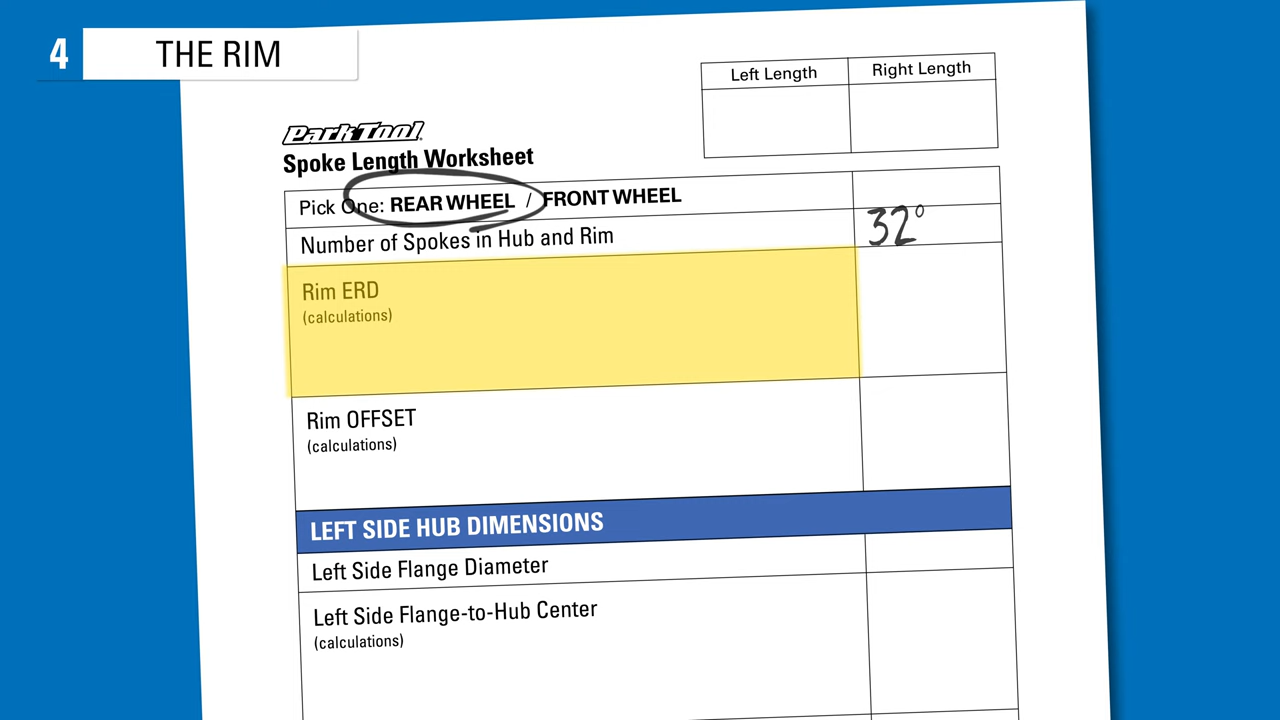 4 THE RIM
Left Length Right Length
ParkTool
Spoke Length Worksheet
Pick One: REAR WHEEL / FRONT WHEEL
Number of Spokes in Hub and Rim 32°
Rim ERD
(calculations)
Rim OFFSET
(calculations)
LEFT SIDE HUB DIMENSIONS
Left Side Flange Diameter
Left Side Flange-to-Hub Center
(calculations)